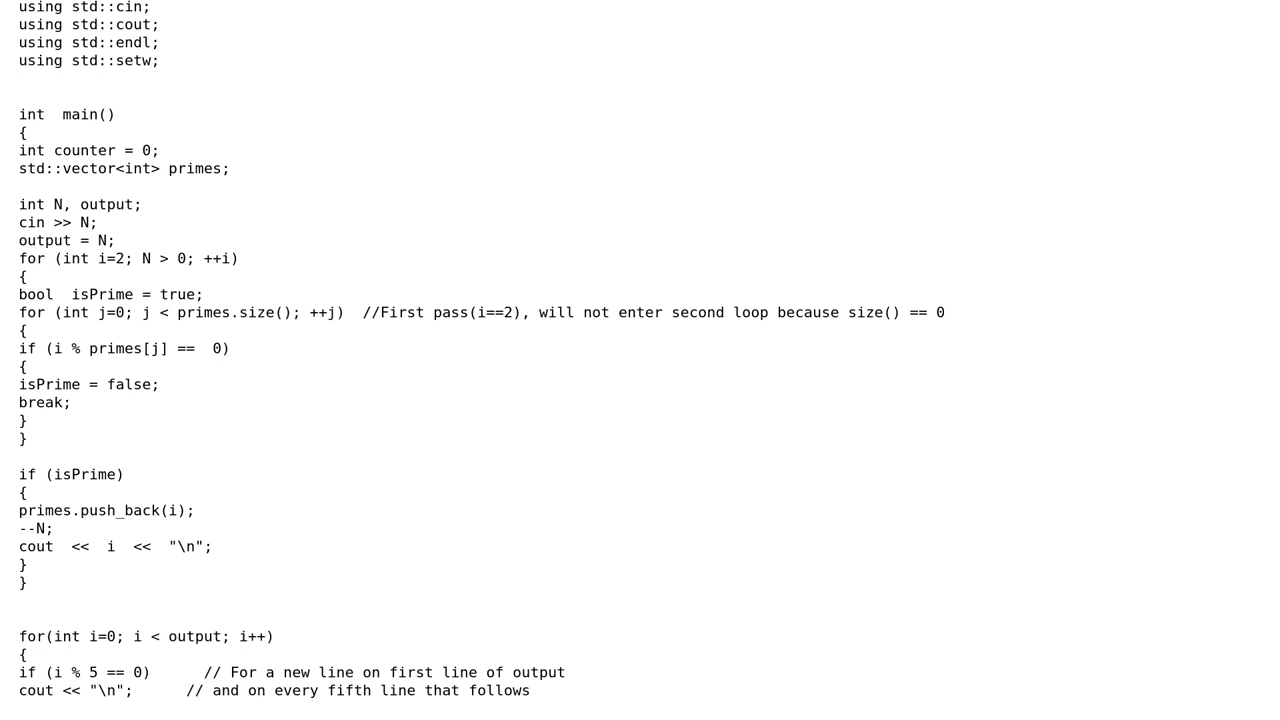 using std::cin;
using std::cout;
using std::endl;
using std::setw;
int  main()
{
int counter = 0;
std::vector<int> primes;
int N, output;
cin >> N;
output = N;
for (int i=2; N > 0; ++i)
{
bool  isPrime = true;
for (int j=0; j < primes.size(); ++j)  //First pass(i==2), will not enter second loop because size() == 0
{
if (i % primes[j] ==  0)
{
isPrime = false;
break;
}
}
if (isPrime)
{
primes.push_back(i);
--N;
cout  <<  i  <<  "\n";
}
}
for(int i=0; i < output; i++)
{
if (i % 5 == 0)      // For a new line on first line of output
cout << "\n";      // and on every fifth line that follows